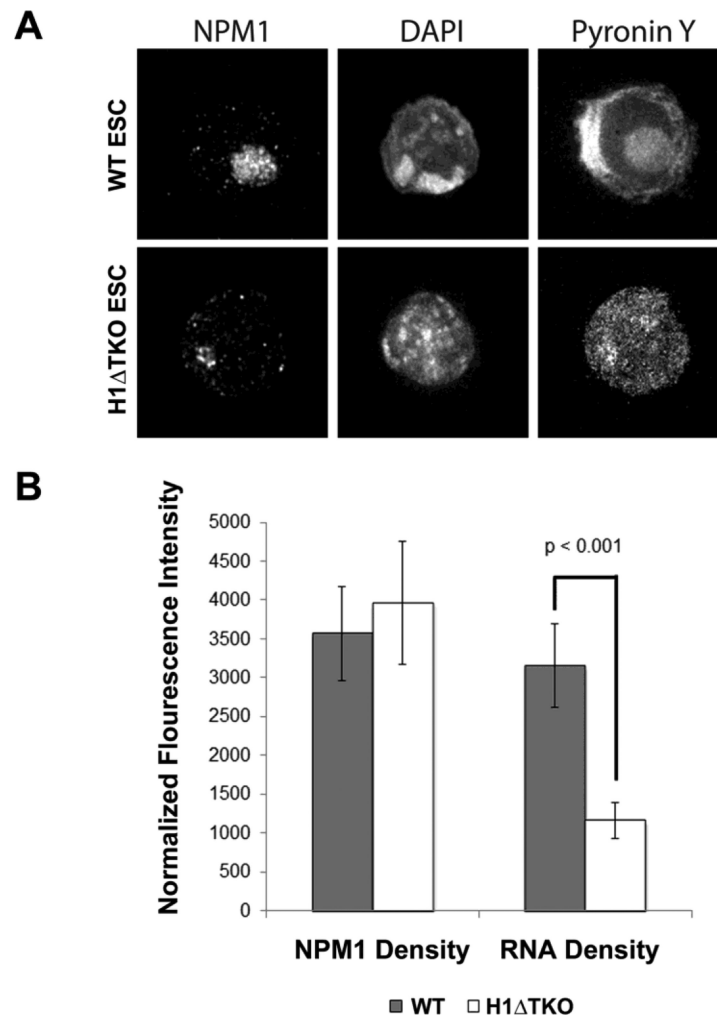 A
NPM1 DAPI Pyronin Y
WT ESC
H1ΔTKO ESC
B
Normalized Flourescence Intensity
5000
4500
4000
3500
3000
2500
2000
1500
1000
500
0
p < 0.001
NPM1 Density RNA Density
WT H1ΔTKO